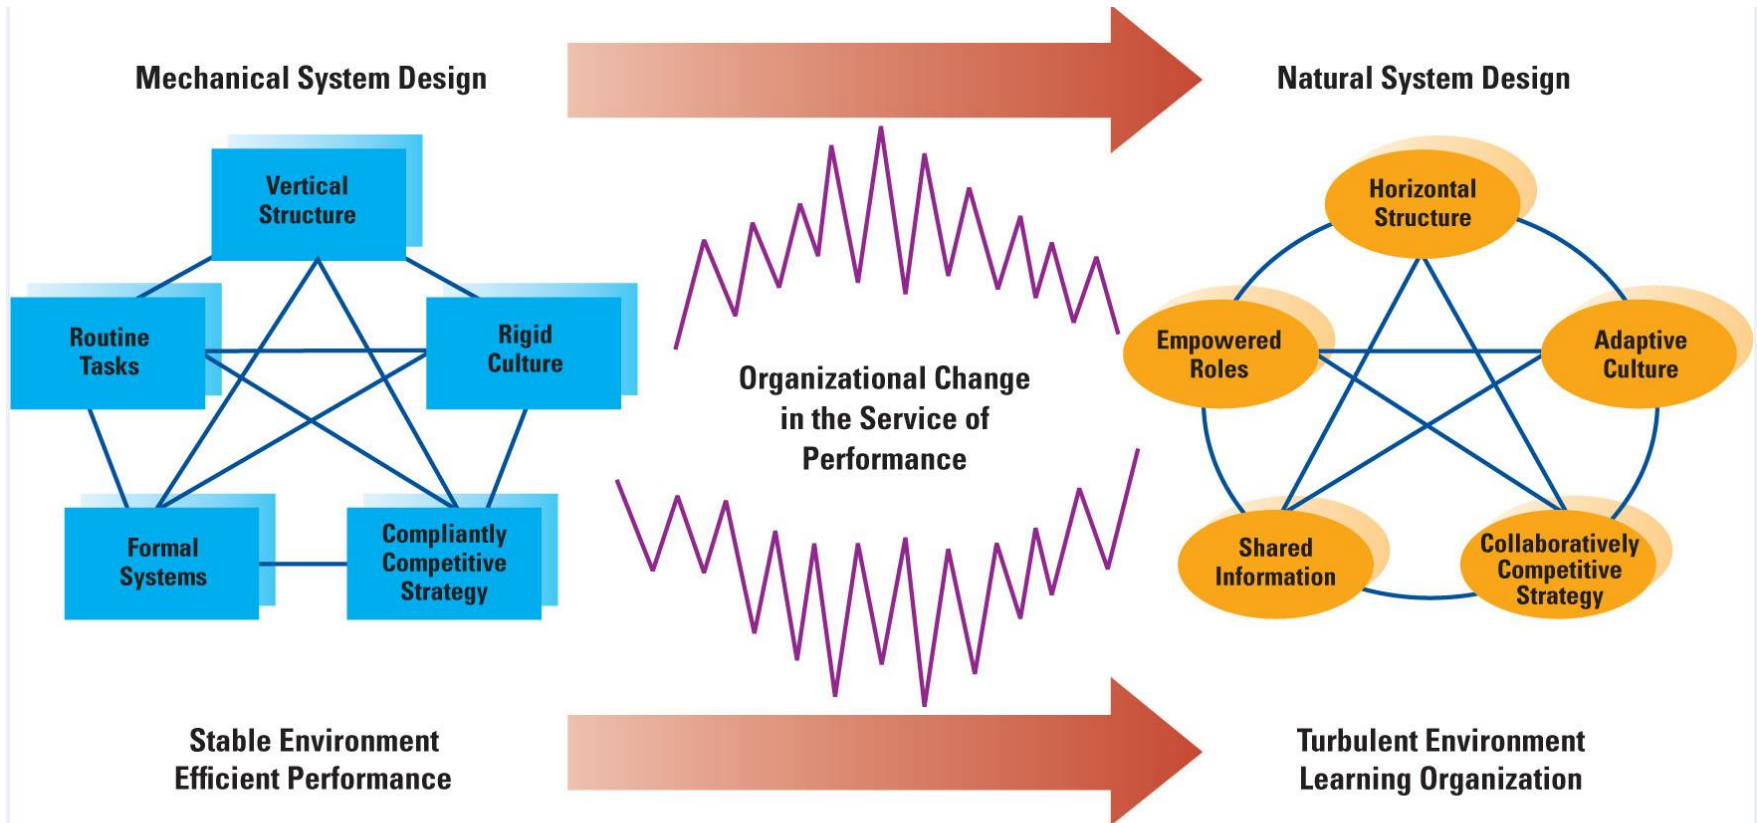 Mechanical System Design
Natural System Design
Vertical
Structure
Routine
Tasks
Rigid
Culture
Formal
Systems
Compliantly
Competitive
Strategy
Organizational Change
in the Service of
Performance
Horizontal
Structure
Empowered
Roles
Adaptive
Culture
Shared
Information
Collaboratively
Competitive
Strategy
Stable Environment
Efficient Performance
Turbulent Environment
Learning Organization